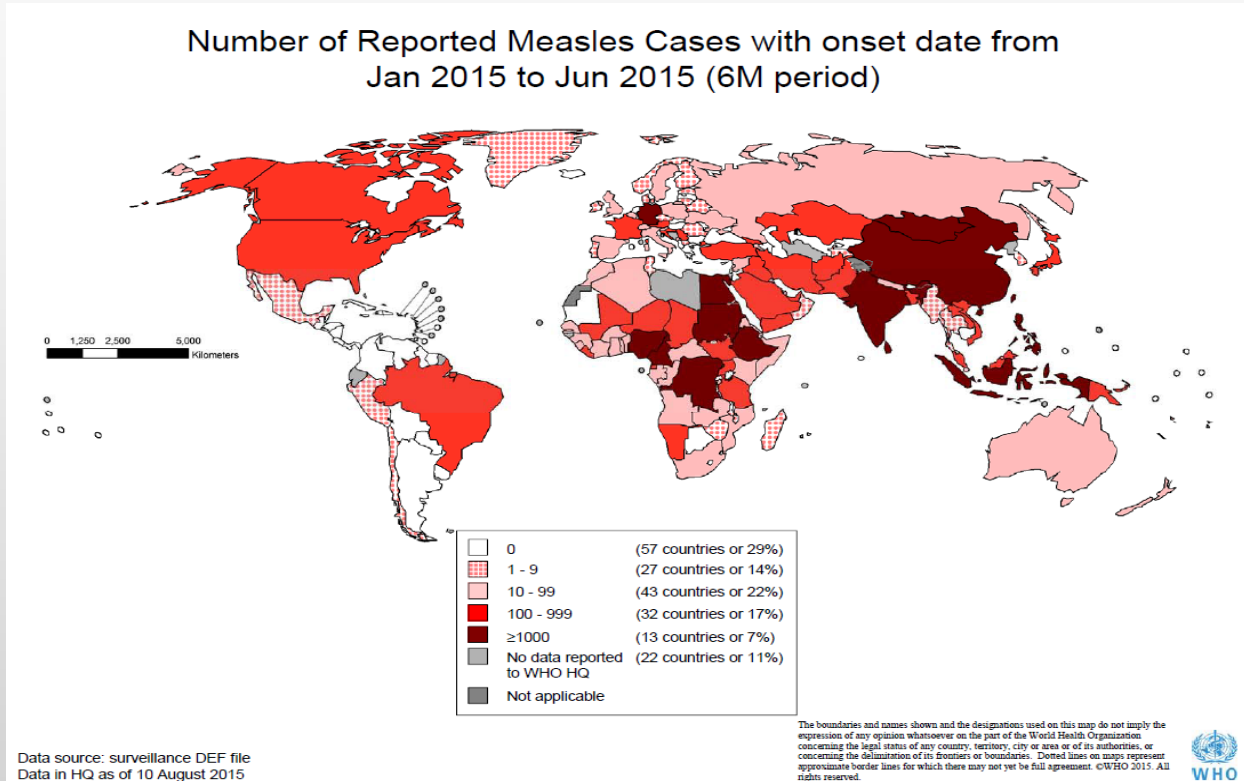 Number of Reported Measles Cases with onset date from
Jan 2015 to Jun 2015 (6M period)
0 1,250 2,500 5,000
Kilometers
0 (57 countries or 29%)
1 - 9 (27 countries or 14%)
10 - 99 (43 countries or 22%)
100 - 999 (32 countries or 17%)
≥1000 (13 countries or 7%)
No data reported (22 countries or 11%)
to WHO HQ
Not applicable
Data source: surveillance DEF file
Data in HQ as of 10 August 2015
The boundaries and names shown and the designations used on this map do not imply the
expression of any opinion whatsoever on the part of the World Health Organization
concerning the legal status of any country, territory, city or area or of its authorities, or
concerning the delimitation of its frontiers or boundaries. Dotted lines on maps represent
approximate border lines for which there may not yet be full agreement. ©WHO 2015. All
rights reserved.
WHO